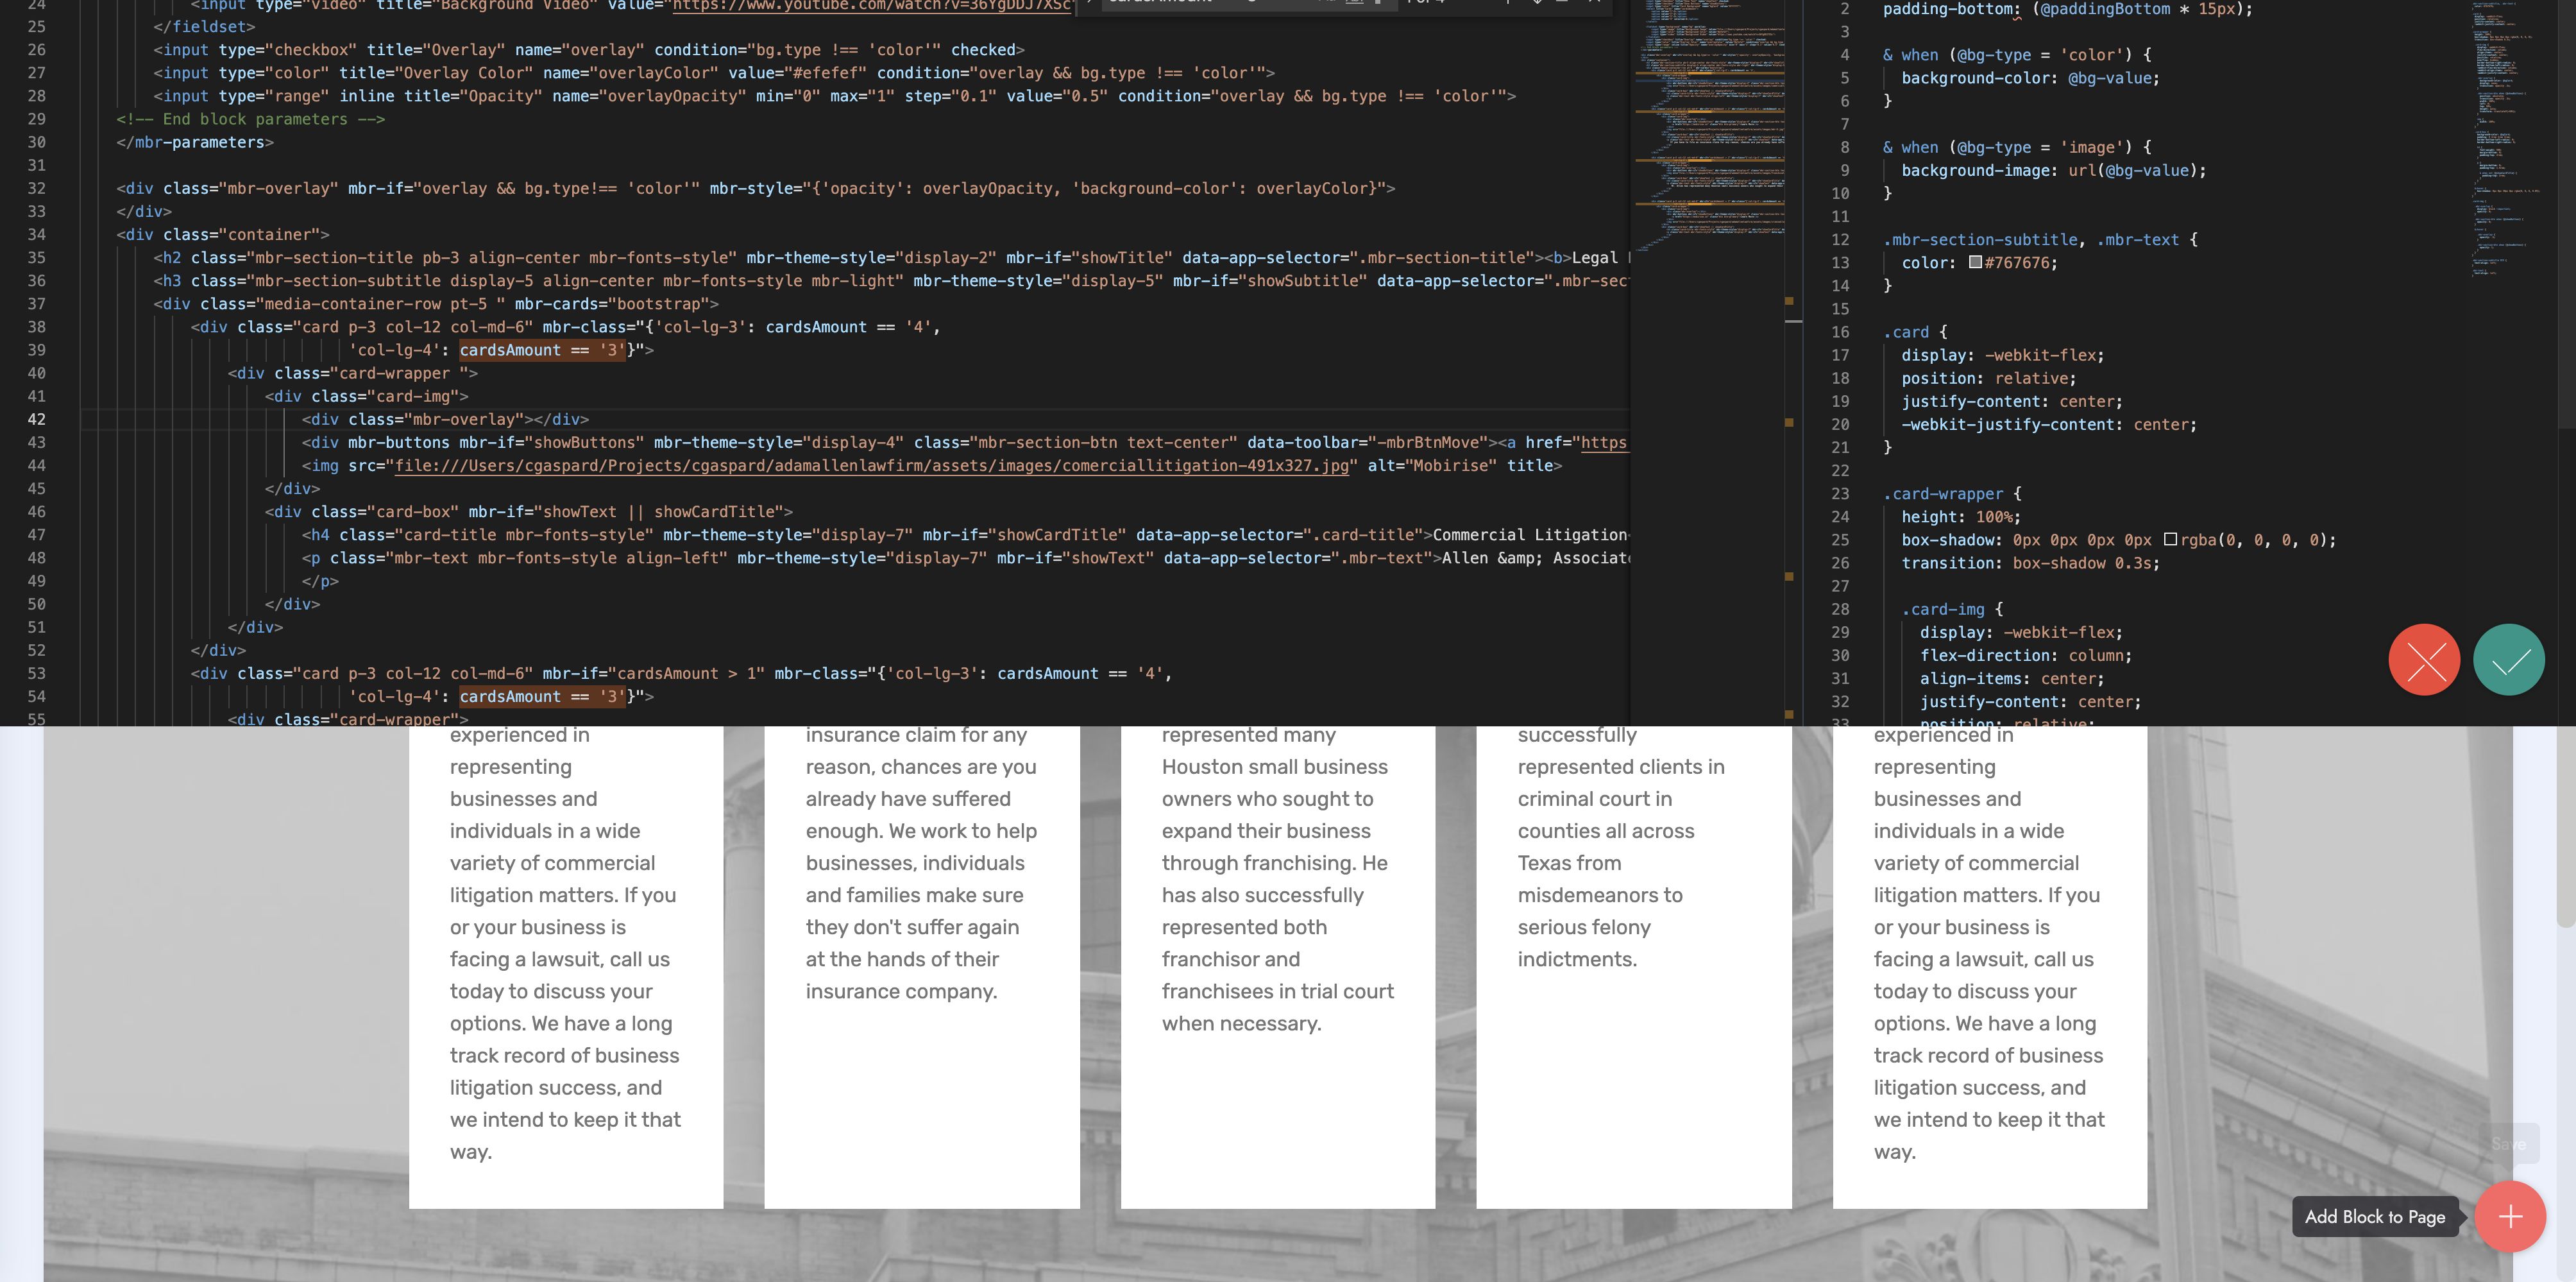 24 <input type="video" title="Background Video" value="https://www.youtube.com/watch?v=36YgDDJ7XSc
25 </fieldset>
26 <input type="checkbox" title="Overlay" name="overlay" condition="bg.type !== 'color'" checked>
27 <input type="color" title="Overlay Color" name="overlayColor" value="#efefef" condition="overlay && bg.type !== 'color'">
28 <input type="range" inline title="Opacity" name="overlayOpacity" min="0" max="1" step="0.1" value="0.5" condition="overlay && bg.type !== 'color'">
29 <!-- End block parameters -->
30 </mbr-parameters>
31
32 <div class="mbr-overlay" mbr-if="overlay && bg.type!== 'color'" mbr-style="{'opacity': overlayOpacity, 'background-color': overlayColor}">
33 </div>
34 <div class="container">
35 <h2 class="mbr-section-title pb-3 align-center mbr-fonts-style" mbr-theme-style="display-2" mbr-if="showTitle" data-app-selector=".mbr-section-title"><b>Legal
36 <h3 class="mbr-section-subtitle display-5 align-center mbr-fonts-style mbr-light" mbr-theme-style="display-5" mbr-if="showSubtitle" data-app-selector=".mbr-sec
37 <div class="media-container-row pt-5 " mbr-cards="bootstrap">
38 <div class="card p-3 col-12 col-md-6" mbr-class="{'col-lg-3': cardsAmount == '4',
39 'col-lg-4': cardsAmount == '3'}">
40 <div class="card-wrapper ">
41 <div class="card-img">
42 <div class="mbr-overlay"></div>
43 <div mbr-buttons mbr-if="showButtons" mbr-theme-style="display-4" class="mbr-section-btn text-center" data-toolbar="-mbrBtnMove"><a href="https
44 <img src="file:///Users/cgaspard/Projects/cgaspard/adamallenlawfirm/assets/images/comerciallitigation-491x327.jpg" alt="Mobirise" title>
45 </div>
46 <div class="card-box" mbr-if="showText || showCardTitle">
47 <h4 class="card-title mbr-fonts-style" mbr-theme-style="display-7" mbr-if="showCardTitle" data-app-selector=".card-title">Commercial Litigation
48 <p class="mbr-text mbr-fonts-style align-left" mbr-theme-style="display-7" mbr-if="showText" data-app-selector=".mbr-text">Allen &amp; Associat
49 </p>
50 </div>
51 </div>
52 </div>
53 <div class="card p-3 col-12 col-md-6" mbr-if="cardsAmount > 1" mbr-class="{'col-lg-3': cardsAmount == '4',
54 'col-lg-4': cardsAmount == '3'}">
55 <div class="card-wrapper">
2 padding-bottom: (@paddingBottom * 15px);
3
4 & when (@bg-type = 'color') {
5 background-color: @bg-value;
6 }
7
8 & when (@bg-type = 'image') {
9 background-image: url(@bg-value);
10 }
11
12 .mbr-section-subtitle, .mbr-text {
13 color: #767676;
14 }
15
16 .card {
17 display: -webkit-flex;
18 position: relative;
19 justify-content: center;
20 -webkit-justify-content: center;
21 }
22
23 .card-wrapper {
24 height: 100%;
25 box-shadow: 0px 0px 0px 0px rgba(0, 0, 0, 0);
26 transition: box-shadow 0.3s;
27
28 .card-img {
29 display: -webkit-flex;
30 flex-direction: column;
31 align-items: center;
32 justify-content: center;
33 position: relative;
experienced in
representing
businesses and
individuals in a wide
variety of commercial
litigation matters. If you
or your business is
facing a lawsuit, call us
today to discuss your
options. We have a long
track record of business
litigation success, and
we intend to keep it that
way.
insurance claim for any
reason, chances are you
already have suffered
enough. We work to help
businesses, individuals
and families make sure
they don't suffer again
at the hands of their
insurance company.
represented many
Houston small business
owners who sought to
expand their business
through franchising. He
has also successfully
represented both
franchisor and
franchisees in trial court
when necessary.
successfully
represented clients in
criminal court in
counties all across
Texas from
misdemeanors to
serious felony
indictments.
experienced in
representing
businesses and
individuals in a wide
variety of commercial
litigation matters. If you
or your business is
facing a lawsuit, call us
today to discuss your
options. We have a long
track record of business
litigation success, and
we intend to keep it that
way.
Save
Add Block to Page